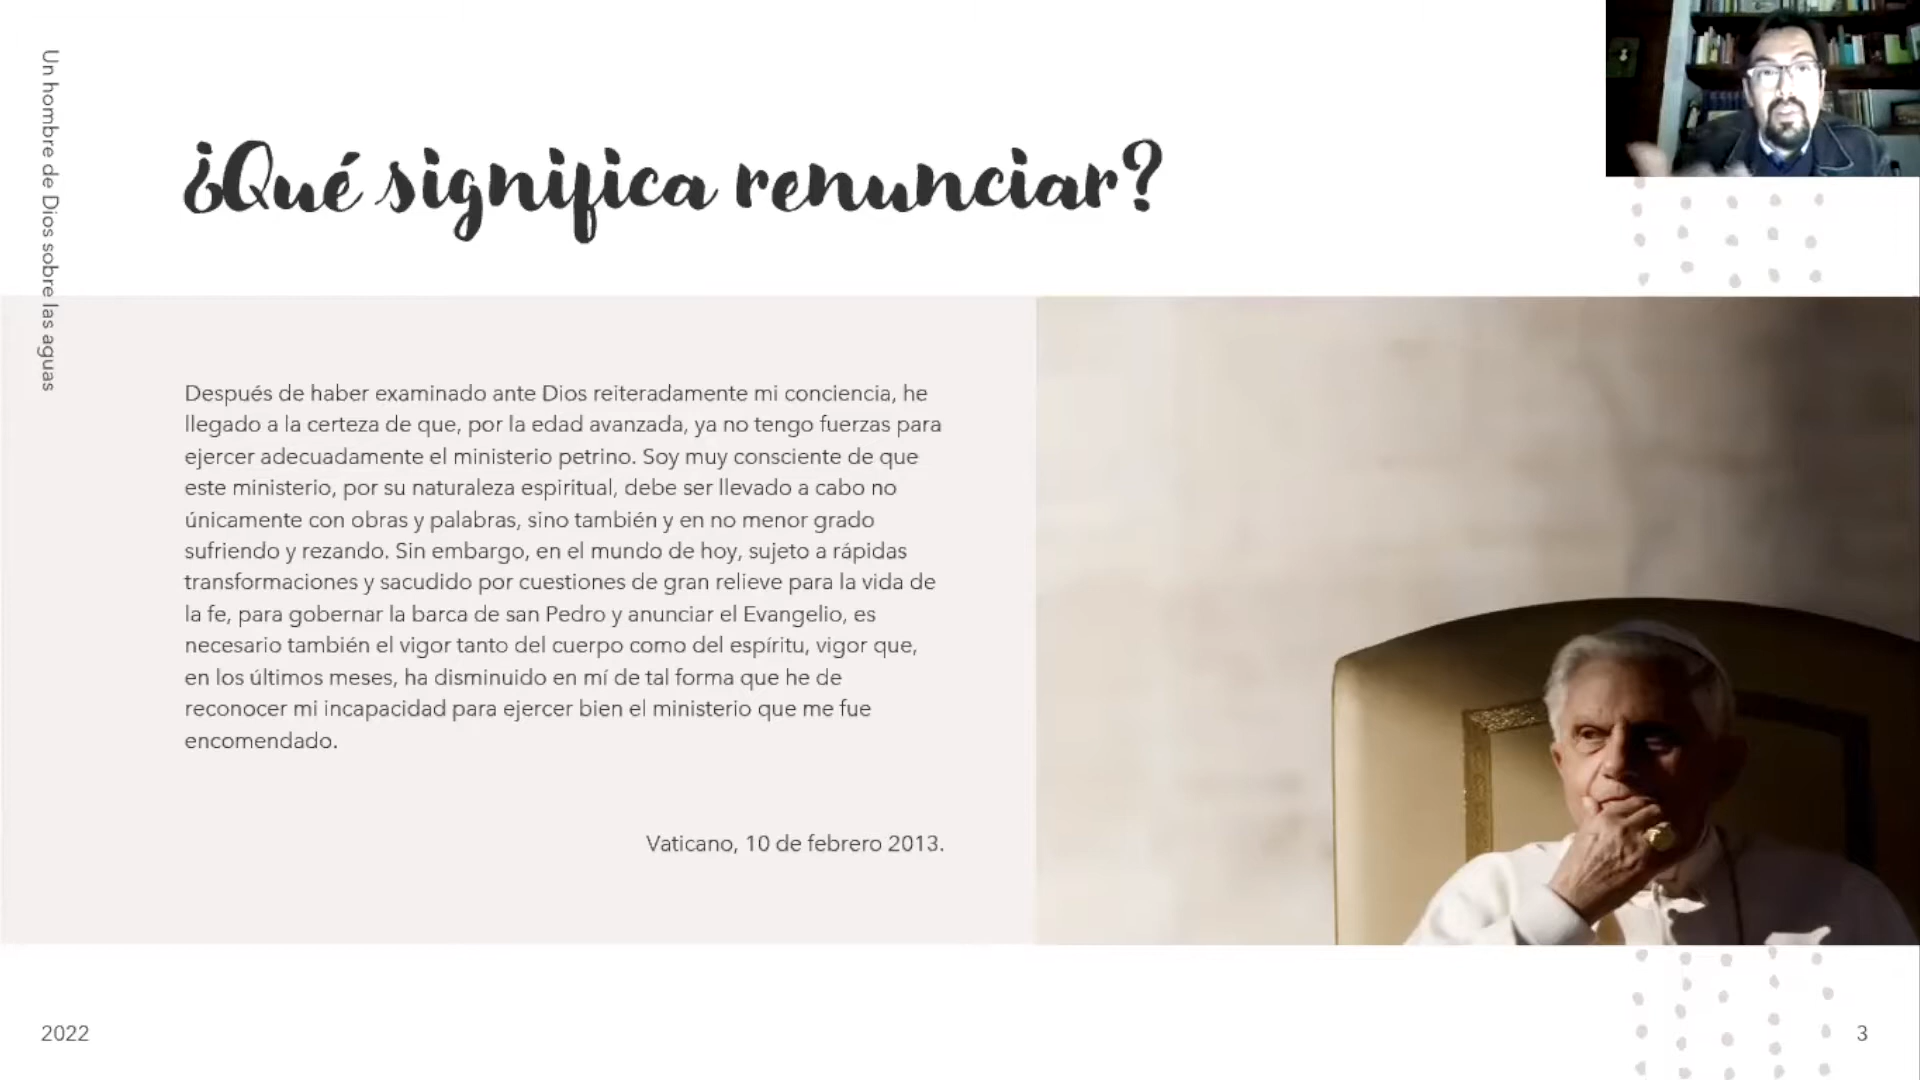 Un hombre de Dios sobre las aguas
¿Qué significa renunciar?
Después de haber examinado ante Dios reiteradamente mi conciencia, he
llegado a la certeza de que, por la edad avanzada, ya no tengo fuerzas para
ejercer adecuadamente el ministerio petrino. Soy muy consciente de que
este ministerio, por su naturaleza espiritual, debe ser llevado a cabo no
únicamente con obras y palabras, sino también y en no menor grado
sufriendo y rezando. Sin embargo, en el mundo de hoy, sujeto a rápidas
transformaciones y sacudido por cuestiones de gran relieve para la vida de
la fe, para gobernar la barca de san Pedro y anunciar el Evangelio, es
necesario también el vigor tanto del cuerpo como del espíritu, vigor que,
en los últimos meses, ha disminuido en mí de tal forma que he de
reconocer mi incapacidad para ejercer bien el ministerio que me fue
encomendado.
Vaticano, 10 de febrero 2013.
2022
3